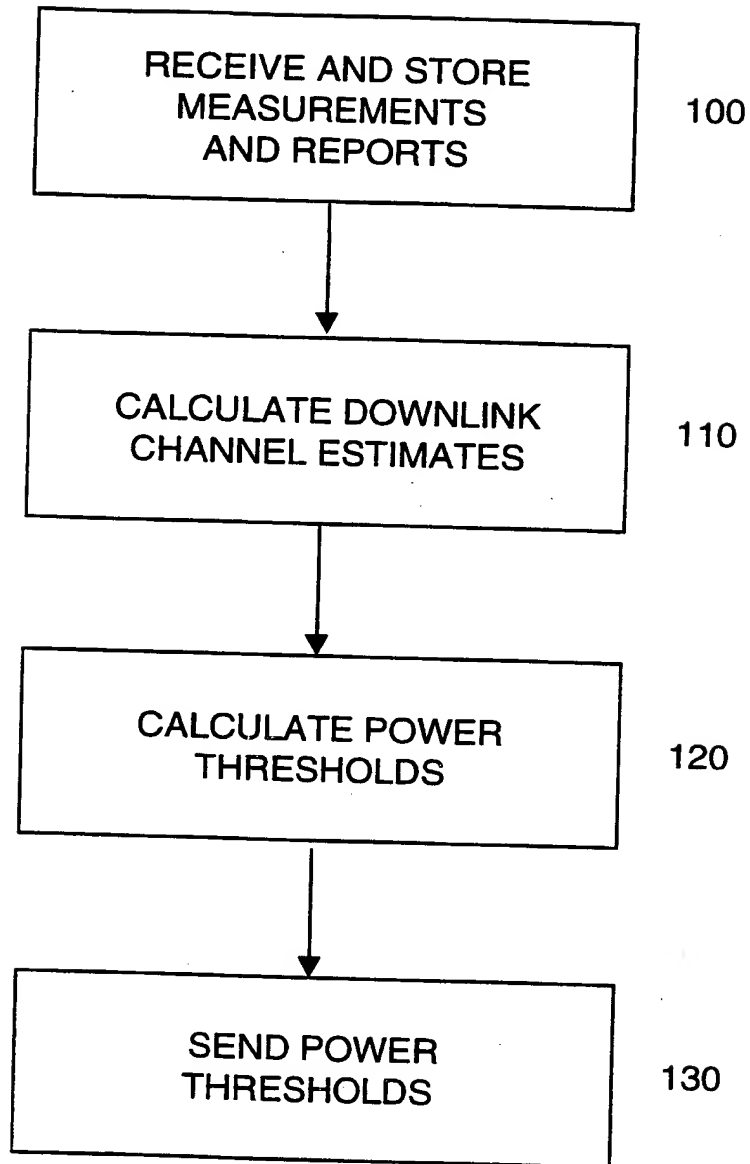 RECEIVE AND STORE
MEASUREMENTS
AND REPORTS
100
CALCULATE DOWNLINK
CHANNEL ESTIMATES
110
CALCULATE POWER
THRESHOLDS
120
SEND POWER
THRESHOLDS
130